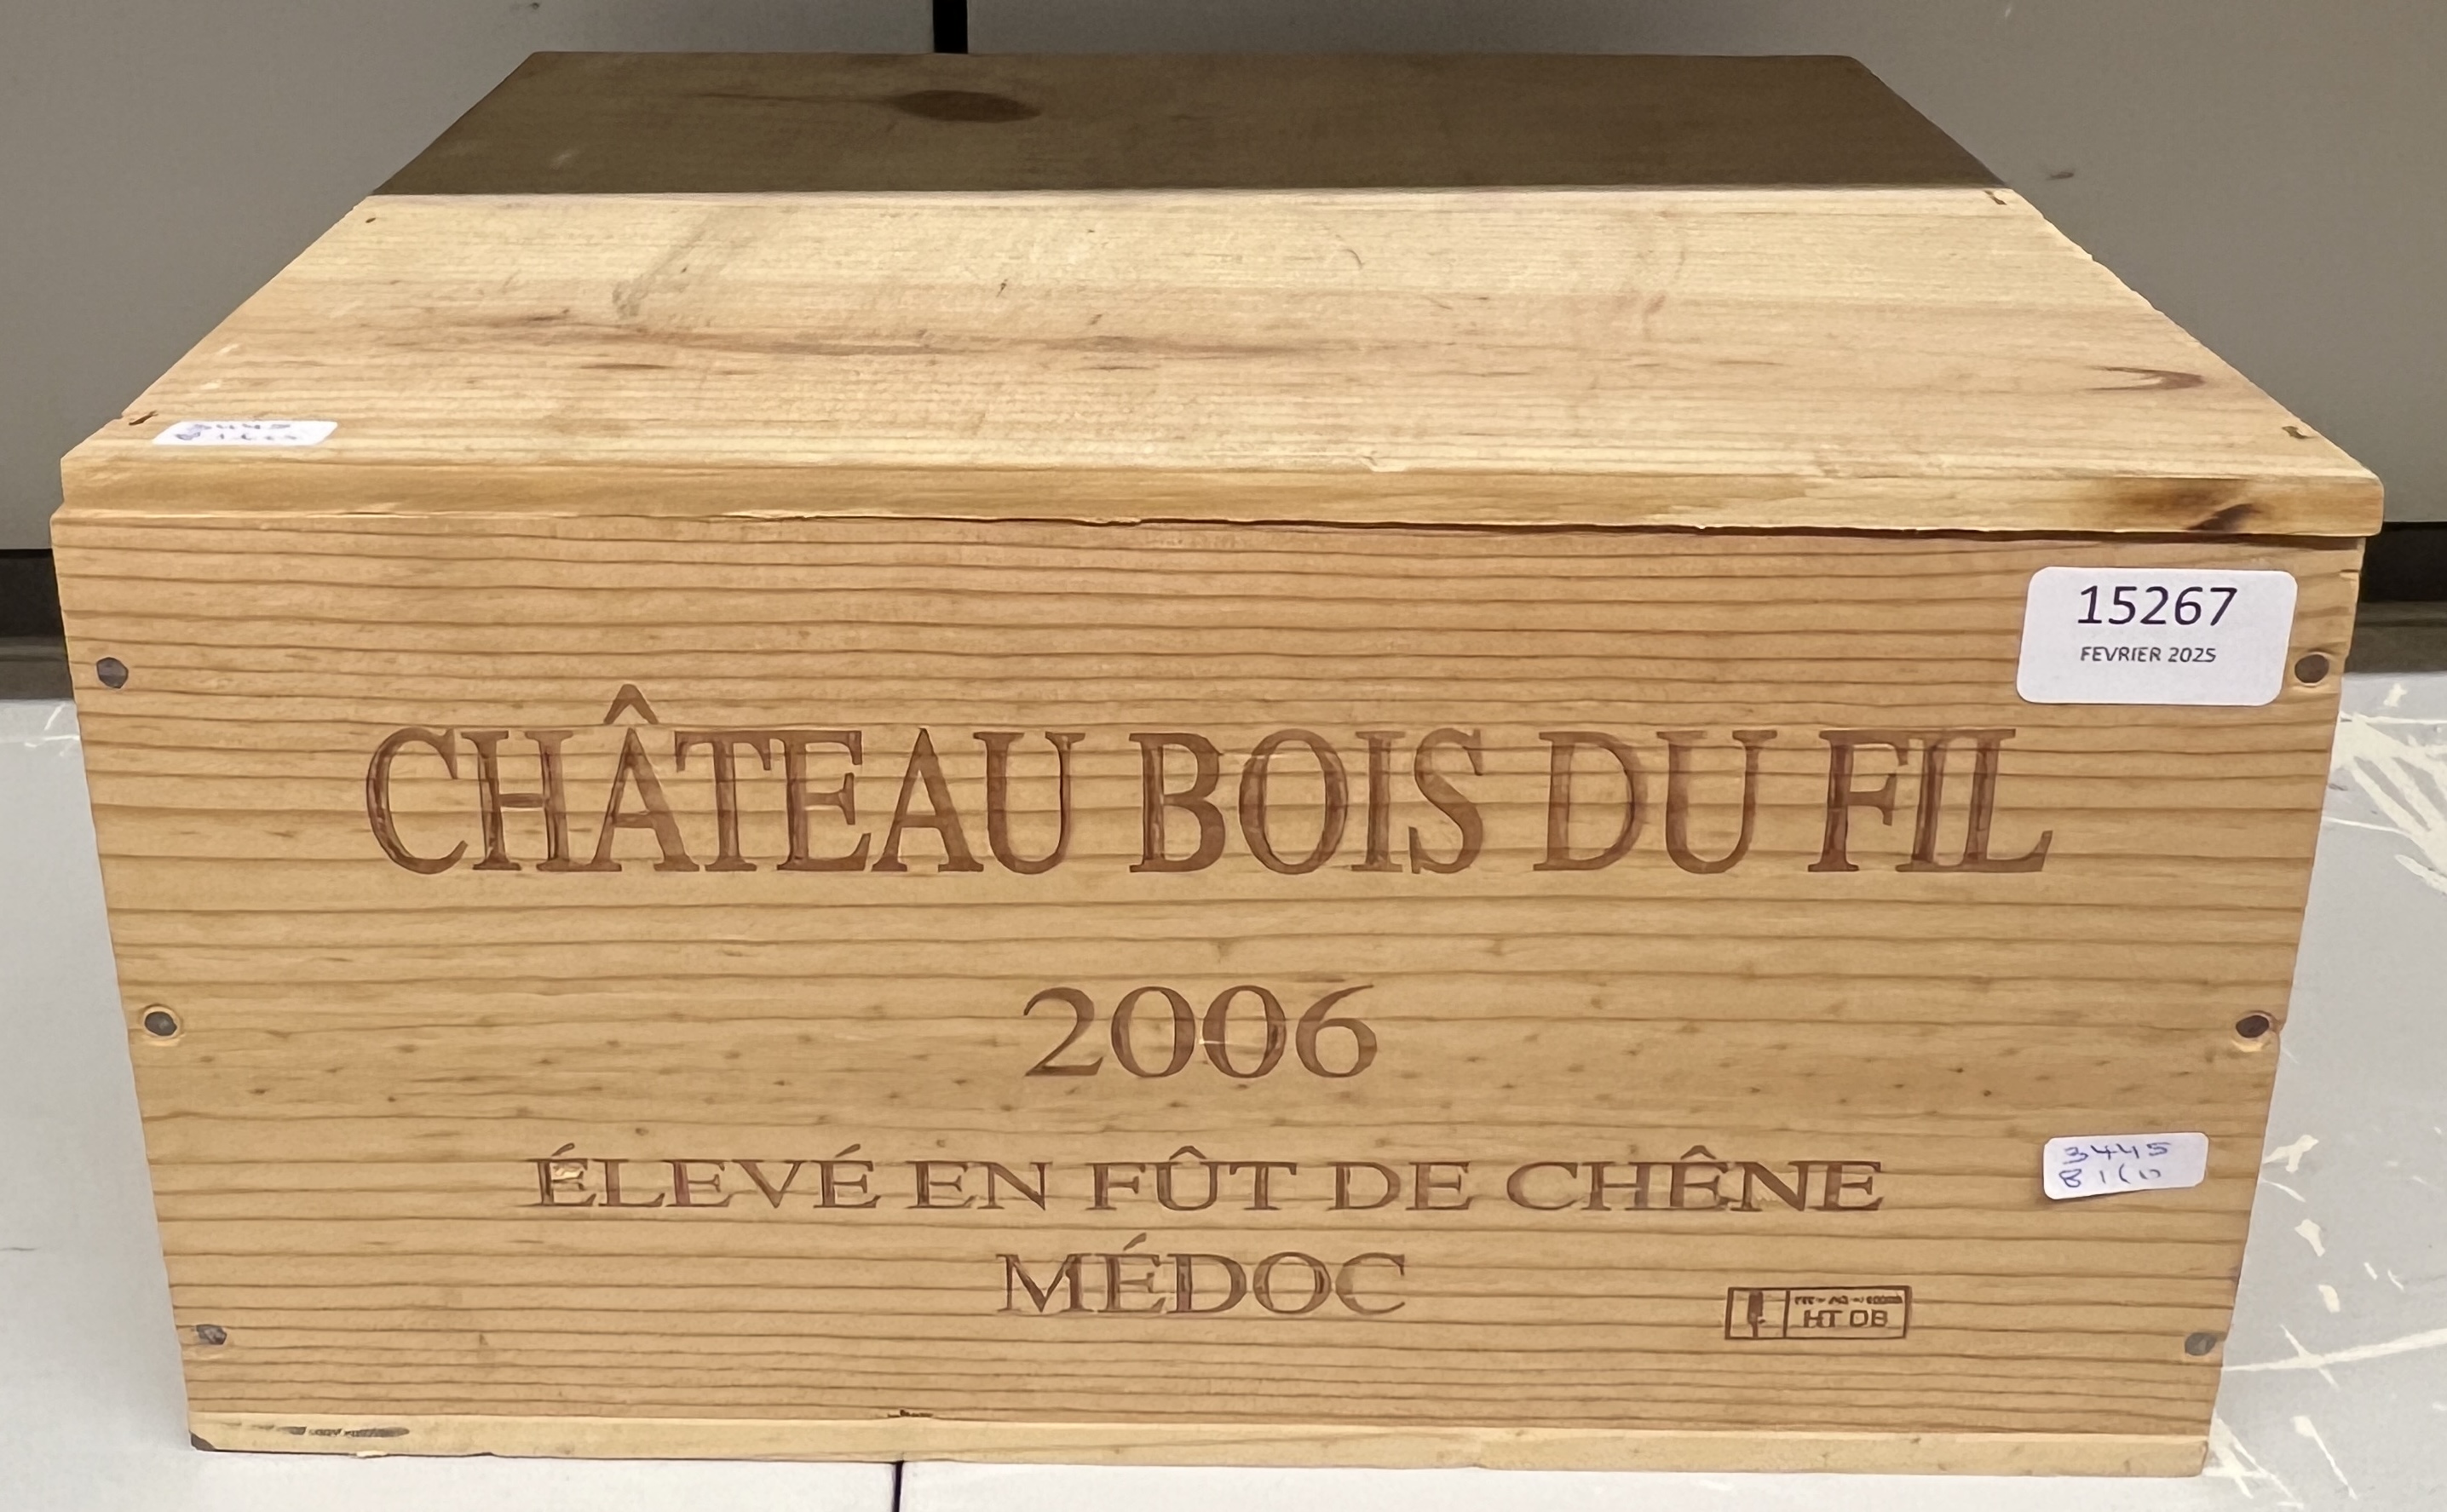 15267
FEVRIER 2025
CHÂTEAU BOIS DU FIL
2006
ÉLEVÉ EN FÛT DE CHÊNE
3445
MÉDOC
HT DB